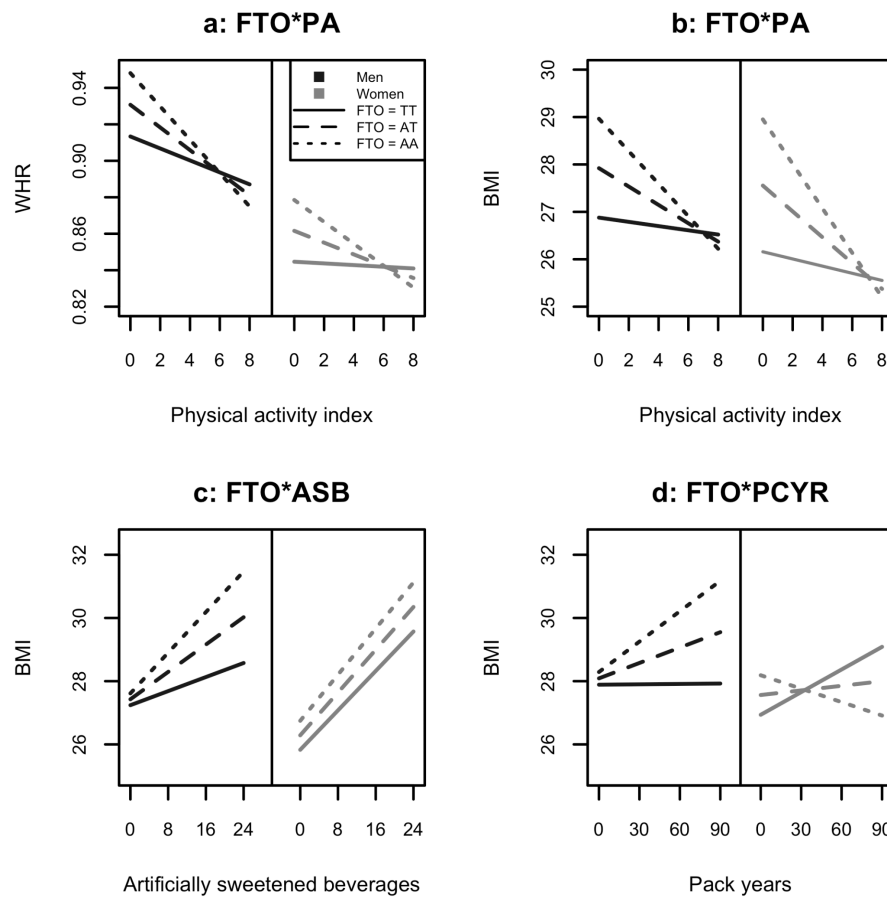 a: FTO*PA
WHR
0.94
0.90
0.86
0.82
Men
Women
FTO = TT
FTO = AT
FTO = AA
0 2 4 6 8 0 2 4 6 8
Physical activity index
b: FTO*PA
BMI
30
29
28
27
26
25
0 2 4 6 8 0 2 4 6 8
Physical activity index
c: FTO*ASB
BMI
32
30
28
26
0 8 16 24 0 8 16 24
Artificially sweetened beverages
d: FTO*PCYR
BMI
32
30
28
26
0 30 60 90 0 30 60 90
Pack years